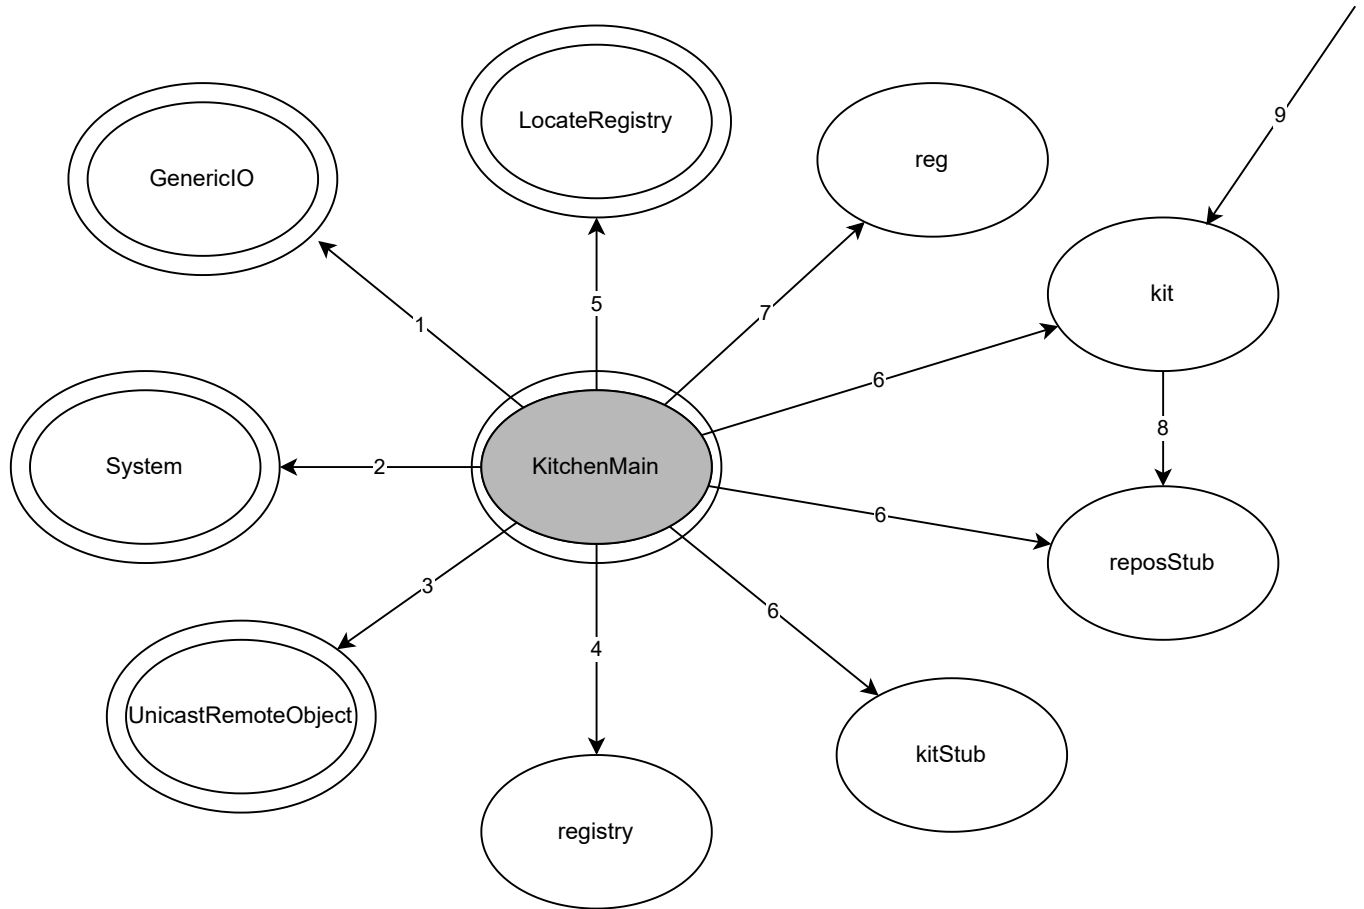 LocateRegistry
9
reg
GenericIO
kit
5
7
1
6
8
System
2
KitchenMain
6
reposStub
3
6
4
UnicastRemoteObject
kitStub
registry